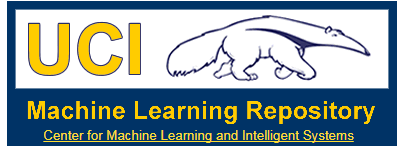 UCI
Machine Learning Repository
Center for Machine Learning and Intelligent Systems